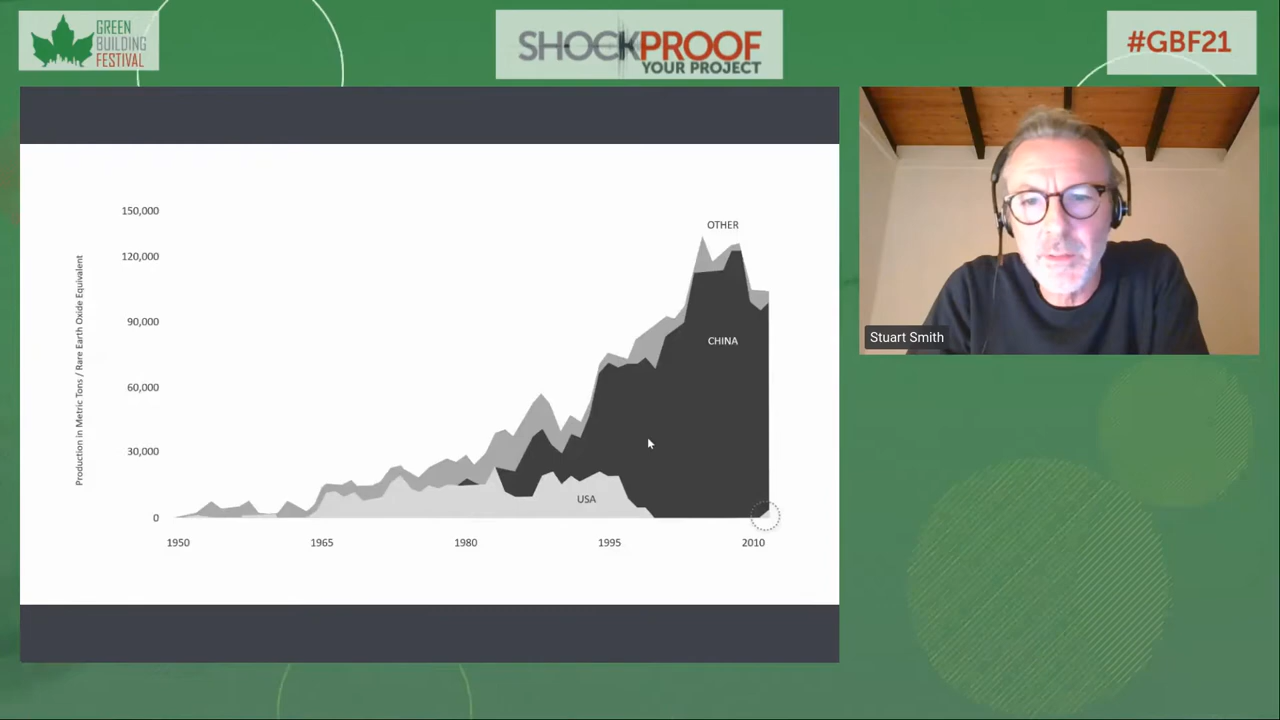 GREEN
BUILDING
FESTIVAL
SHOCKPROOF
YOUR PROJECT
#GBF21
150,000
120,000
90,000
60,000
30,000
0
Production in Metric Tons / Rare Earth Oxide Equivalent
OTHER
CHINA
USA
1950 1965 1980 1995 2010
Stuart Smith